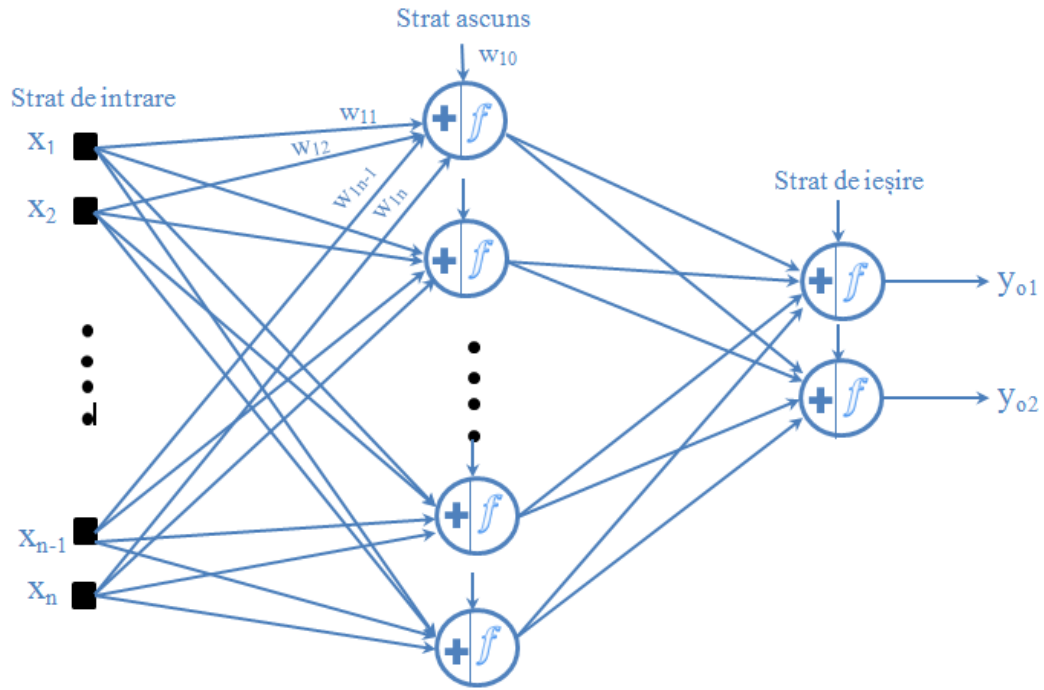 Strat ascuns
w10
Strat de intrare
x1
w11
w12
x2
w1n-1
w1n
+ f
+ f
Strat de ieșire
+ f
yo1
+ f
yo2
xn-1
+ f
xn
+ f